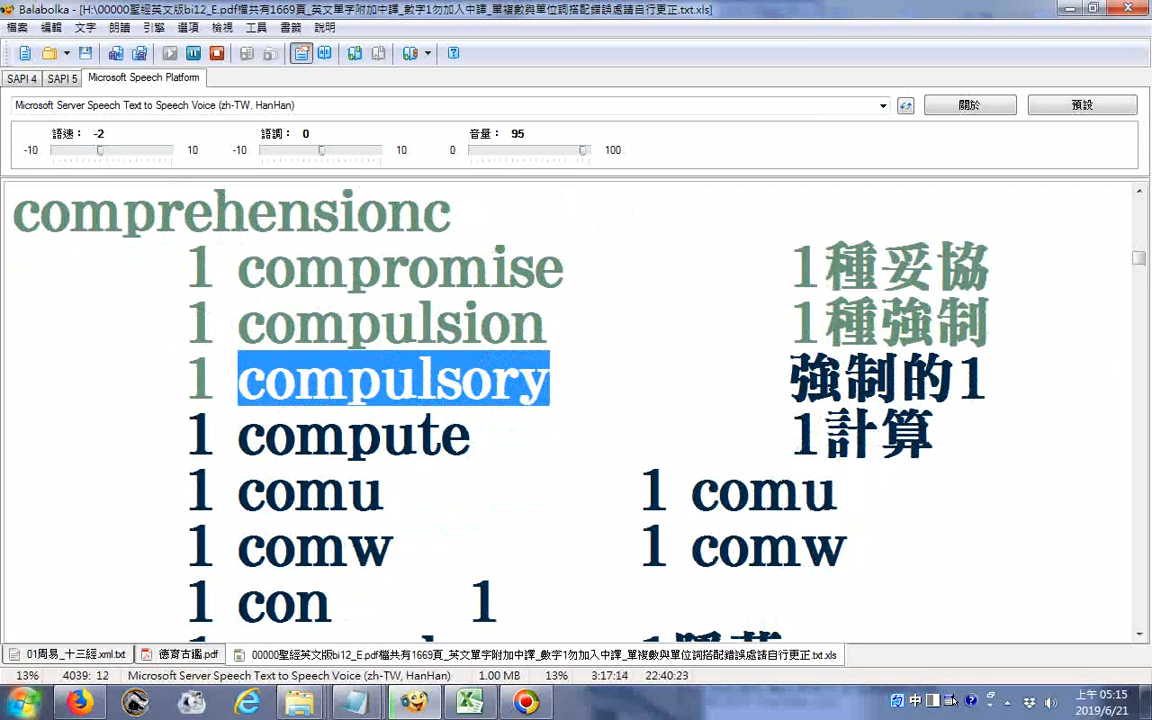 Balabolka - [H:\00000聖經英文版bi12_E.pdf檔共有1669頁_英文單字附加中譯_數字1勿加入中譯_單複數與單位詞搭配錯誤處請自行更正.txt.xls]
檔案 編輯 文字 朗讀 引擎 選項 檢視 工具 書籤 說明
SAPI 4 SAPI 5 Microsoft Speech Platform
Microsoft Server Speech Text to Speech Voice (zh-TW, HanHan) 關於 預設
語速： -2 語調： 0 音量： 95
-10 10 -10 10 0 100
comprehensionc
1 compromise 1種妥協
1 compulsion 1種強制
1 compulsory 強制的1
1 compute 1計算
1 comu 1 comu
1 comw 1 comw
1 con 1
01周易_十三經.xml.txt 德育古鑑.pdf 00000聖經英文版bi12_E.pdf檔共有1669頁_英文單字附加中譯_數字1勿加入中譯_單複數與單位詞搭配錯誤處請自行更正.txt.xls
13% 4039: 12 Microsoft Server Speech Text to Speech Voice (zh-TW, HanHan) 1.00 MB 13% 3:17:14 22:40:23
中 上午 05:15
2019/6/21